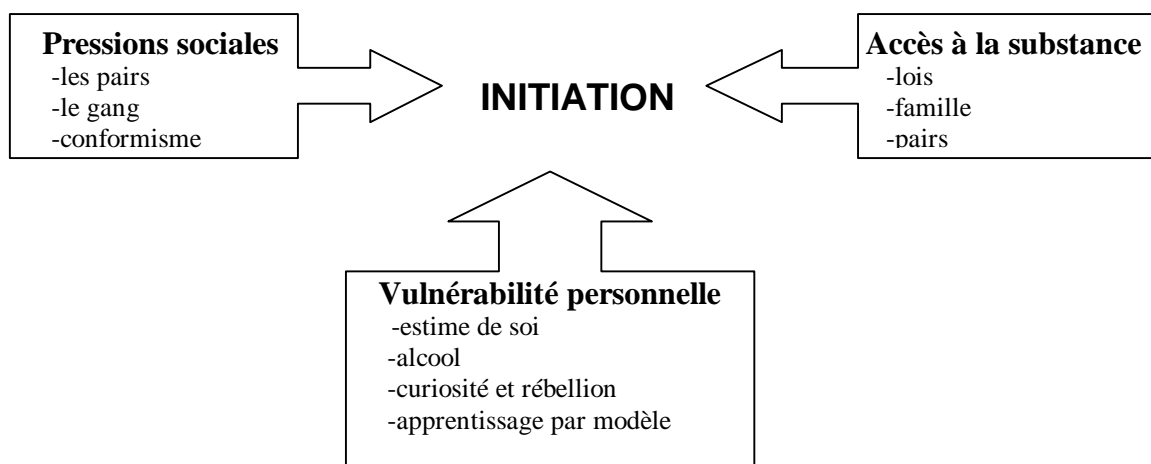 Pressions sociales
-les pairs
-le gang
-conformisme
INITIATION
Accès à la substance
-lois
-famille
-pairs
Vulnérabilité personnelle
-estime de soi
-alcool
-curiosité et rébellion
-apprentissage par modèle